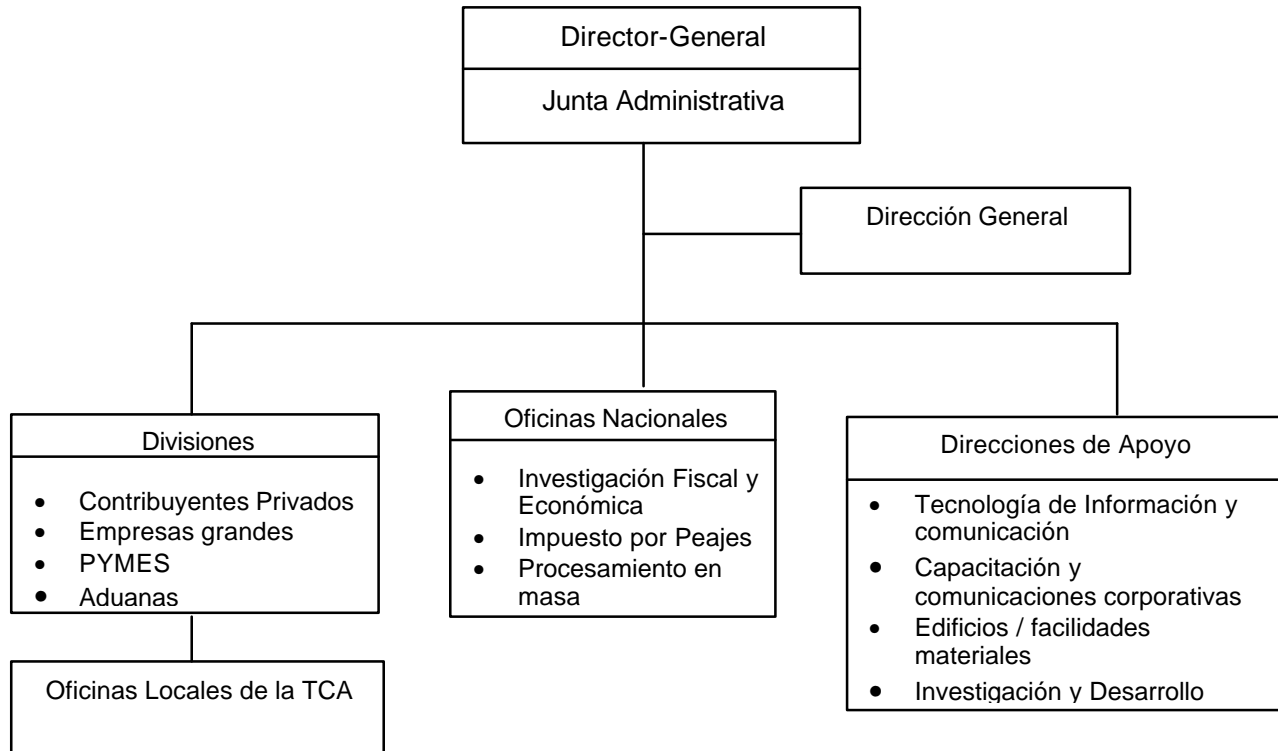 Director-General
Junta Administrativa
Dirección General
Divisiones
• Contribuyentes Privados
• Empresas grandes
• PYMES
• Aduanas
Oficinas Locales de la TCA
Oficinas Nacionales
• Investigación Fiscal y
Económica
• Impuesto por Peajes
• Procesamiento en
masa
Direcciones de Apoyo
• Tecnología de Información y
comunicación
• Capacitación y
comunicaciones corporativas
• Edificios / facilidades
materiales
• Investigación y Desarrollo